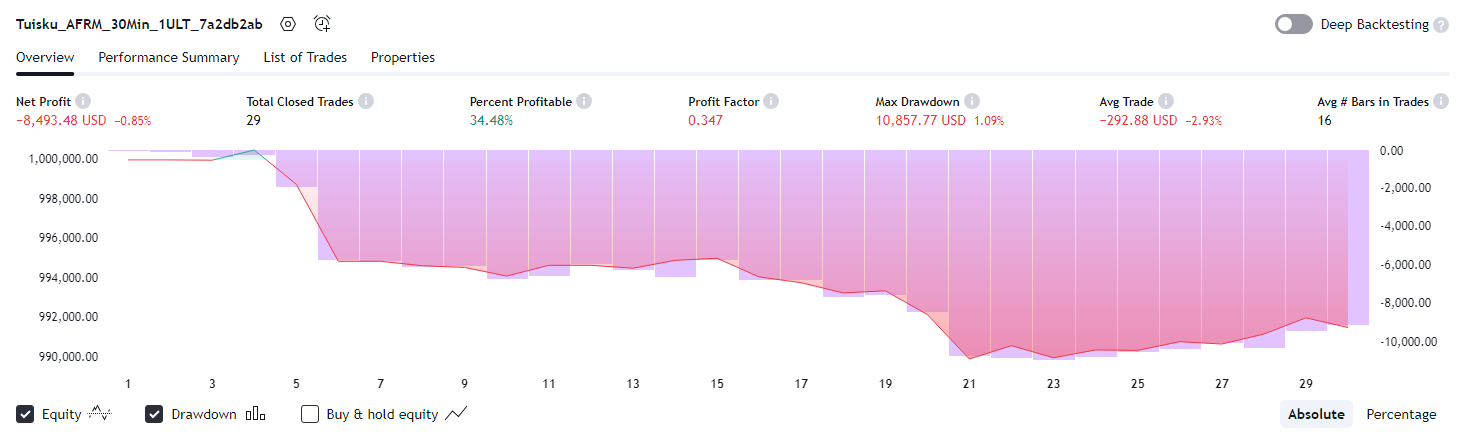 Tuisku_AFRM_30Min_1ULT_7a2db2ab Deep Backtesting ?
Overview Performance Summary List of Trades Properties
Net Profit i Total Closed Trades i Percent Profitable i Profit Factor i Max Drawdown i Avg Trade i Avg # Bars in Trades i
−8,493.48 USD −0.85% 29 34.48% 0.347 10,857.77 USD 1.09% −292.88 USD −2.93% 16
1,000,000.00 0.00
998,000.00 -2,000.00
996,000.00 -4,000.00
994,000.00 -6,000.00
992,000.00 -8,000.00
990,000.00 -10,000.00
1 3 5 7 9 11 13 15 17 19 21 23 25 27 29
Equity Drawdown Buy & hold equity Absolute Percentage